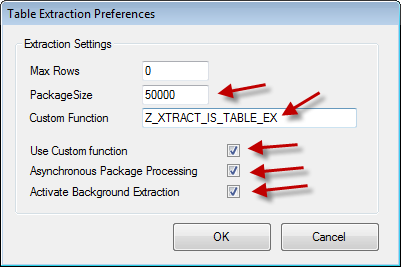 Table Extraction Preferences
Extraction Settings
Max Rows 0
PackageSize 50000
Custom Function Z_XTRACT_IS_TABLE_EX
Use Custom function
Asynchronous Package Processing
Activate Background Extraction
OK Cancel